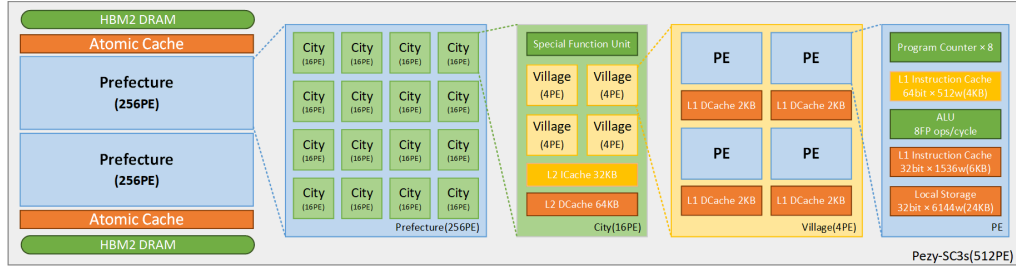 HBM2 DRAM
Atomic Cache
Prefecture
(256PE)
Prefecture
(256PE)
Atomic Cache
HBM2 DRAM
City
(16PE)
City
(16PE)
City
(16PE)
City
(16PE)
City
(16PE)
City
(16PE)
City
(16PE)
City
(16PE)
City
(16PE)
City
(16PE)
City
(16PE)
City
(16PE)
City
(16PE)
City
(16PE)
City
(16PE)
City
(16PE)
Prefecture(256PE)
Special Function Unit
Village
(4PE)
Village
(4PE)
Village
(4PE)
Village
(4PE)
L2 ICache 32KB
L2 DCache 64KB
City(16PE)
PE
PE
L1 DCache 2KB
L1 DCache 2KB
PE
PE
L1 DCache 2KB
L1 DCache 2KB
Village(4PE)
Program Counter × 8
L1 Instruction Cache
64bit × 512w(4KB)
ALU
8FP ops/cycle
L1 Instruction Cache
32bit × 1536w(6KB)
Local Storage
32bit × 6144w(24KB)
PE
Pezy-SC3s(512PE)